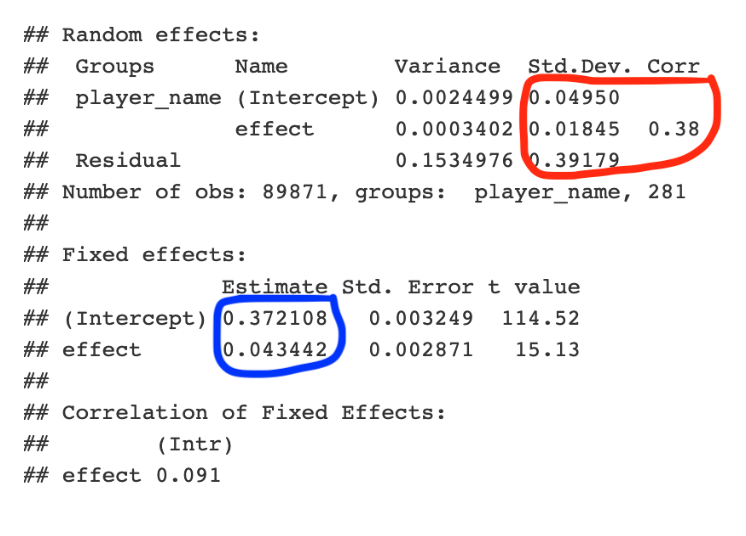 ## Random effects:
##  Groups      Name        Variance  Std.Dev. Corr
##  player_name (Intercept) 0.0024499 0.04950
##              effect      0.0003402 0.01845  0.38
##  Residual                0.1534976 0.39179
## Number of obs: 89871, groups:  player_name, 281
##
## Fixed effects:
##             Estimate Std. Error t value
## (Intercept) 0.372108   0.003249  114.52
## effect      0.043442   0.002871   15.13
##
## Correlation of Fixed Effects:
##        (Intr)
## effect 0.091